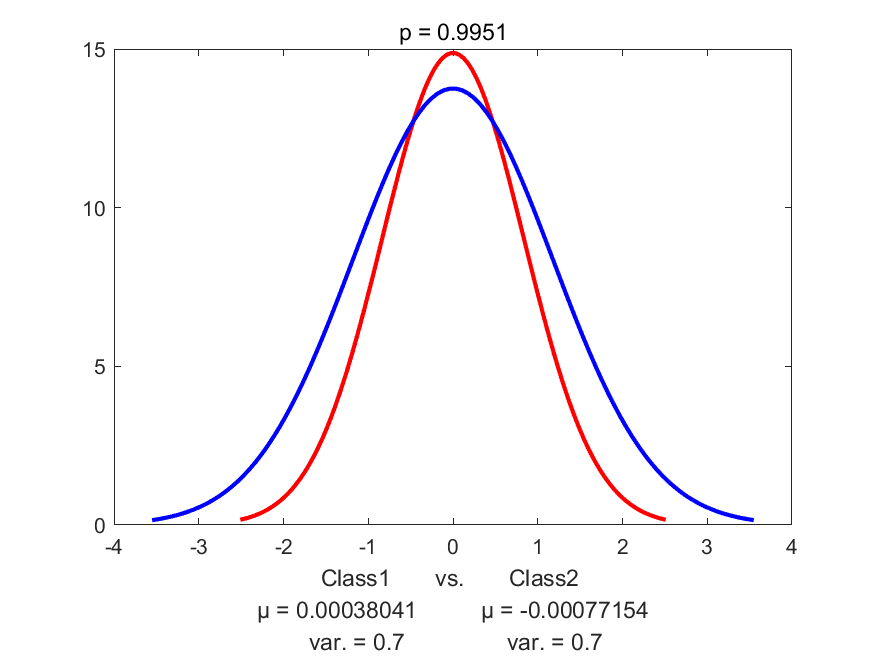 p = 0.9951
15
10
5
0
-4 -3 -2 -1 0 1 2 3 4
Class1 vs. Class2
μ = 0.00038041 μ = -0.00077154
var. = 0.7 var. = 0.7